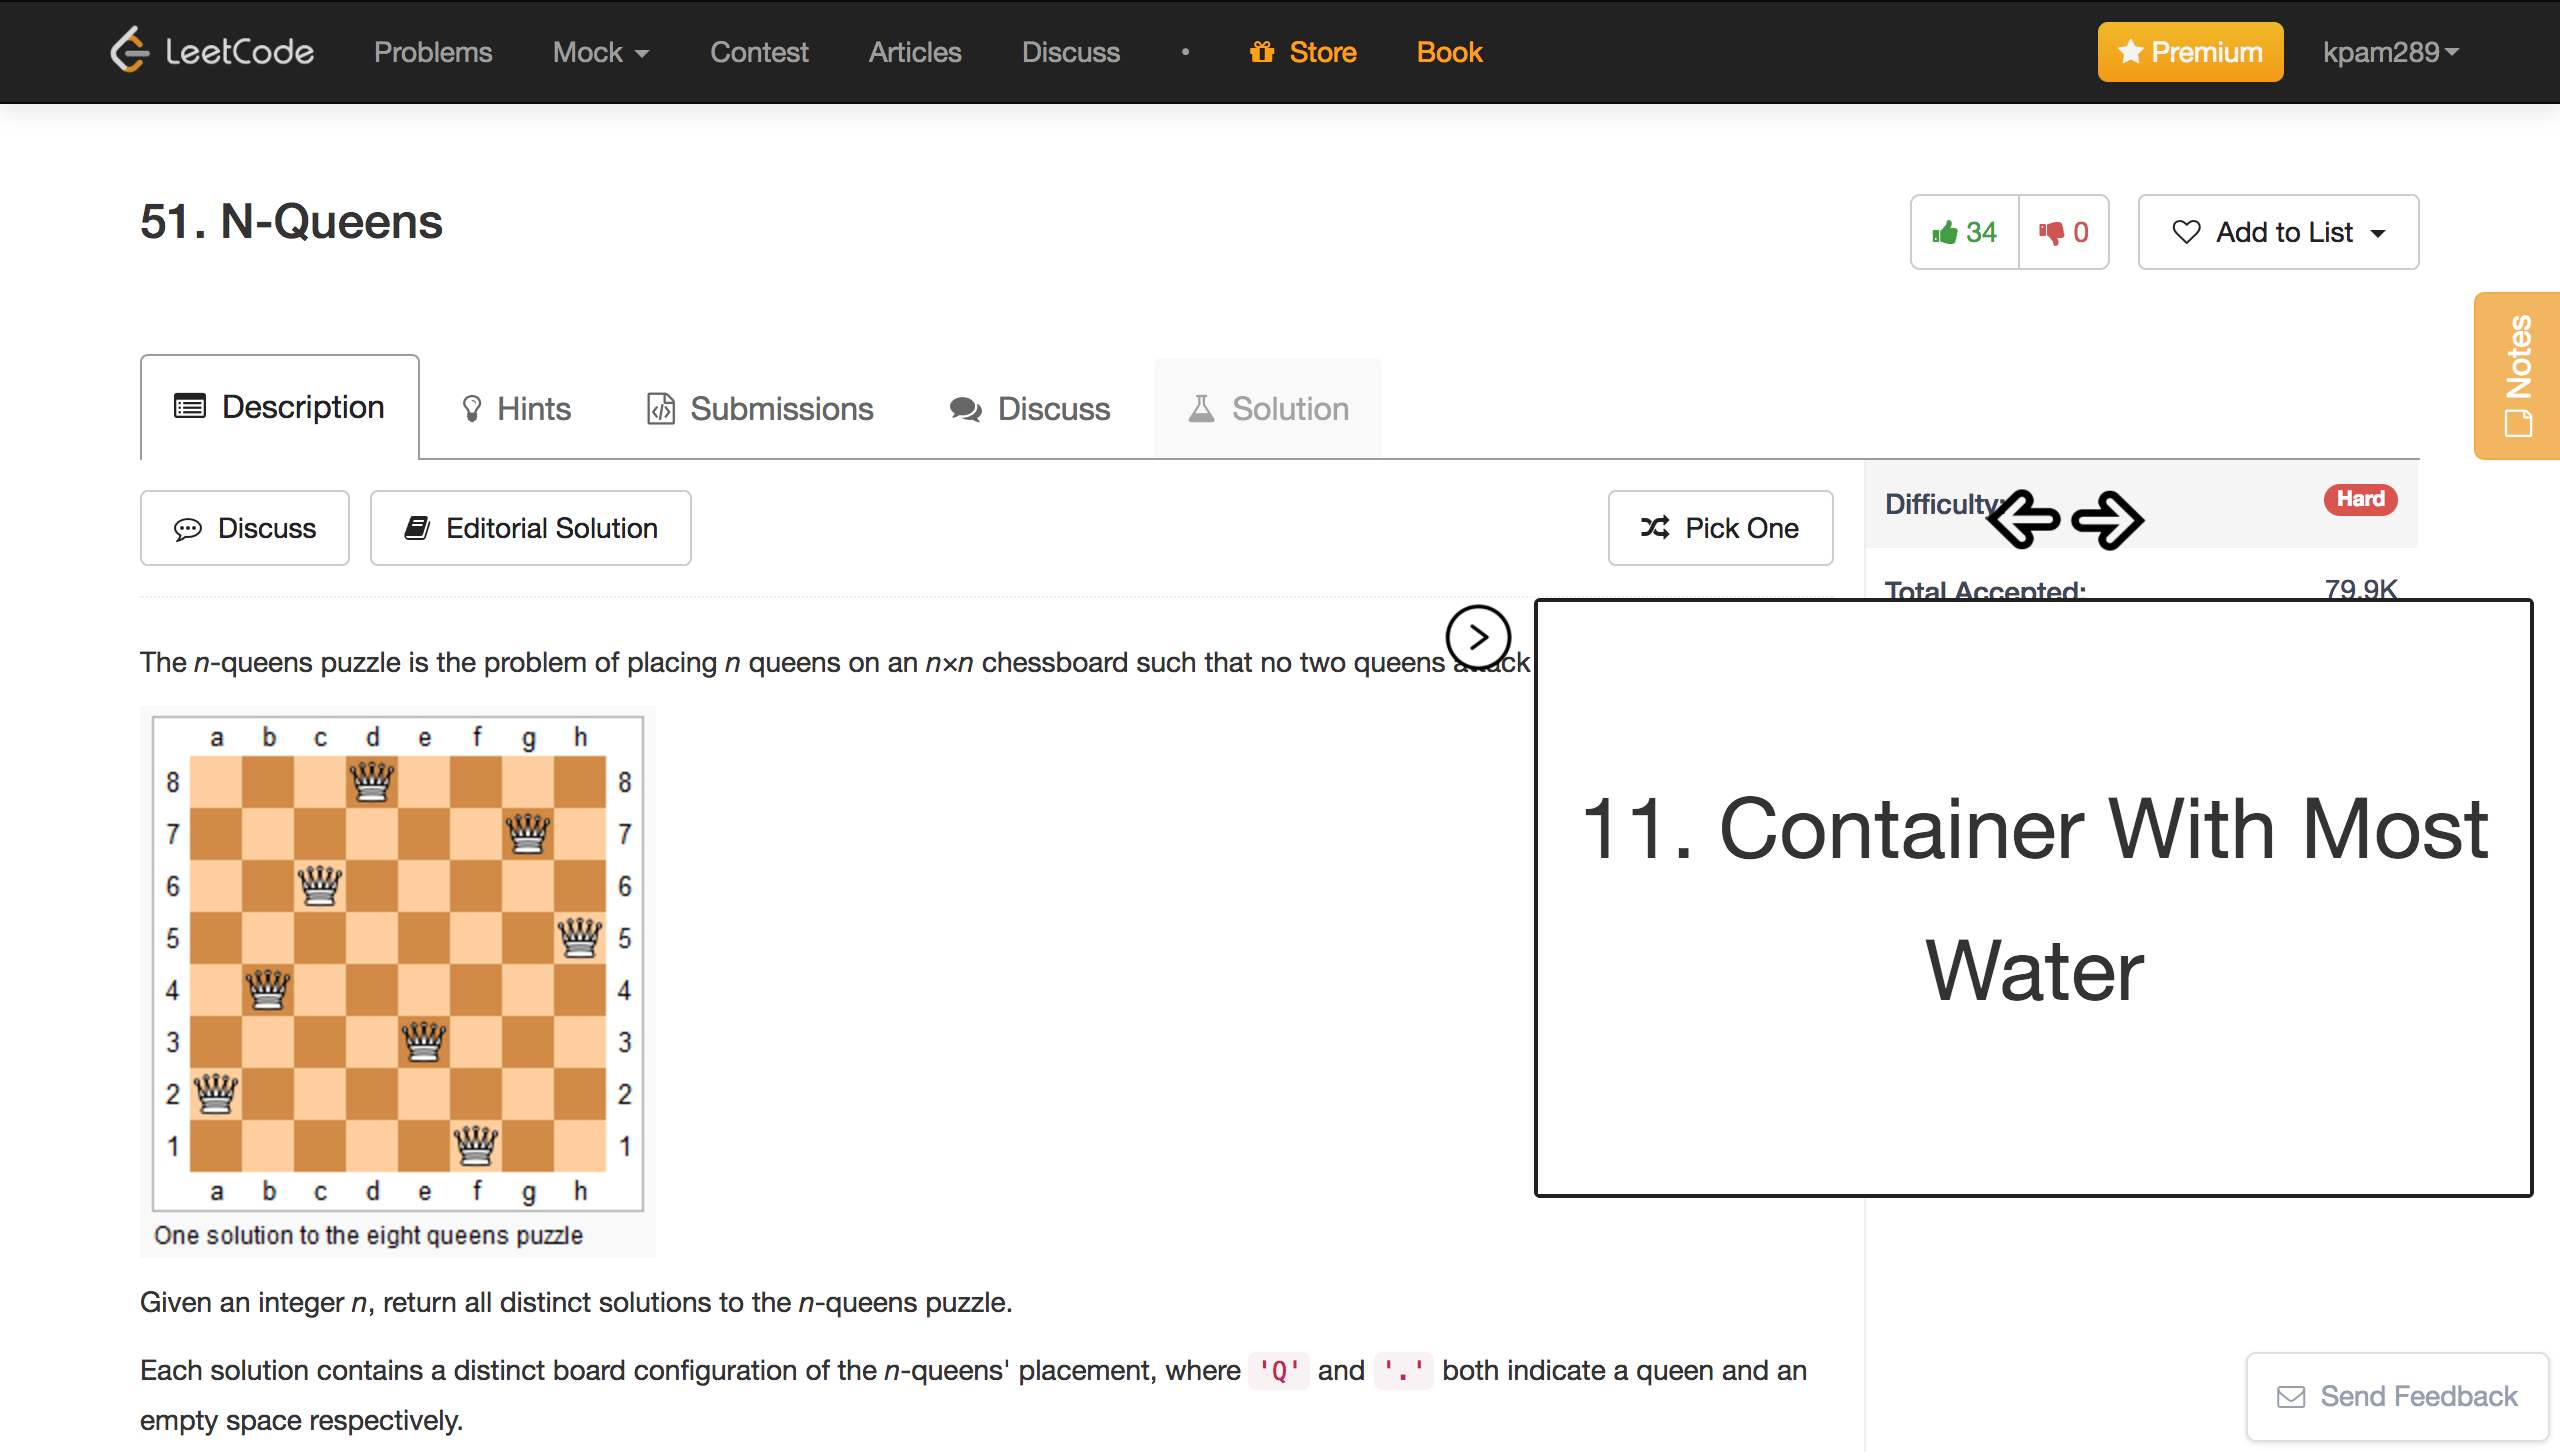 LeetCode Problems Mock Contest Articles Discuss • Store Book Premium kpam289
51. N-Queens
34 0 Add to List
Notes
Description Hints Submissions Discuss Solution
Discuss Editorial Solution Pick One
Difficulty: Hard
Total Accepted: 79.9K
The n-queens puzzle is the problem of placing n queens on an n×n chessboard such that no two queens attack
11. Container With Most
Water
a b c d e f g h
8 8
7 7
6 6
5 5
4 4
3 3
2 2
1 1
a b c d e f g h
One solution to the eight queens puzzle
Given an integer n, return all distinct solutions to the n-queens puzzle.
Each solution contains a distinct board configuration of the n-queens' placement, where 'Q' and '.' both indicate a queen and an
empty space respectively.
Send Feedback